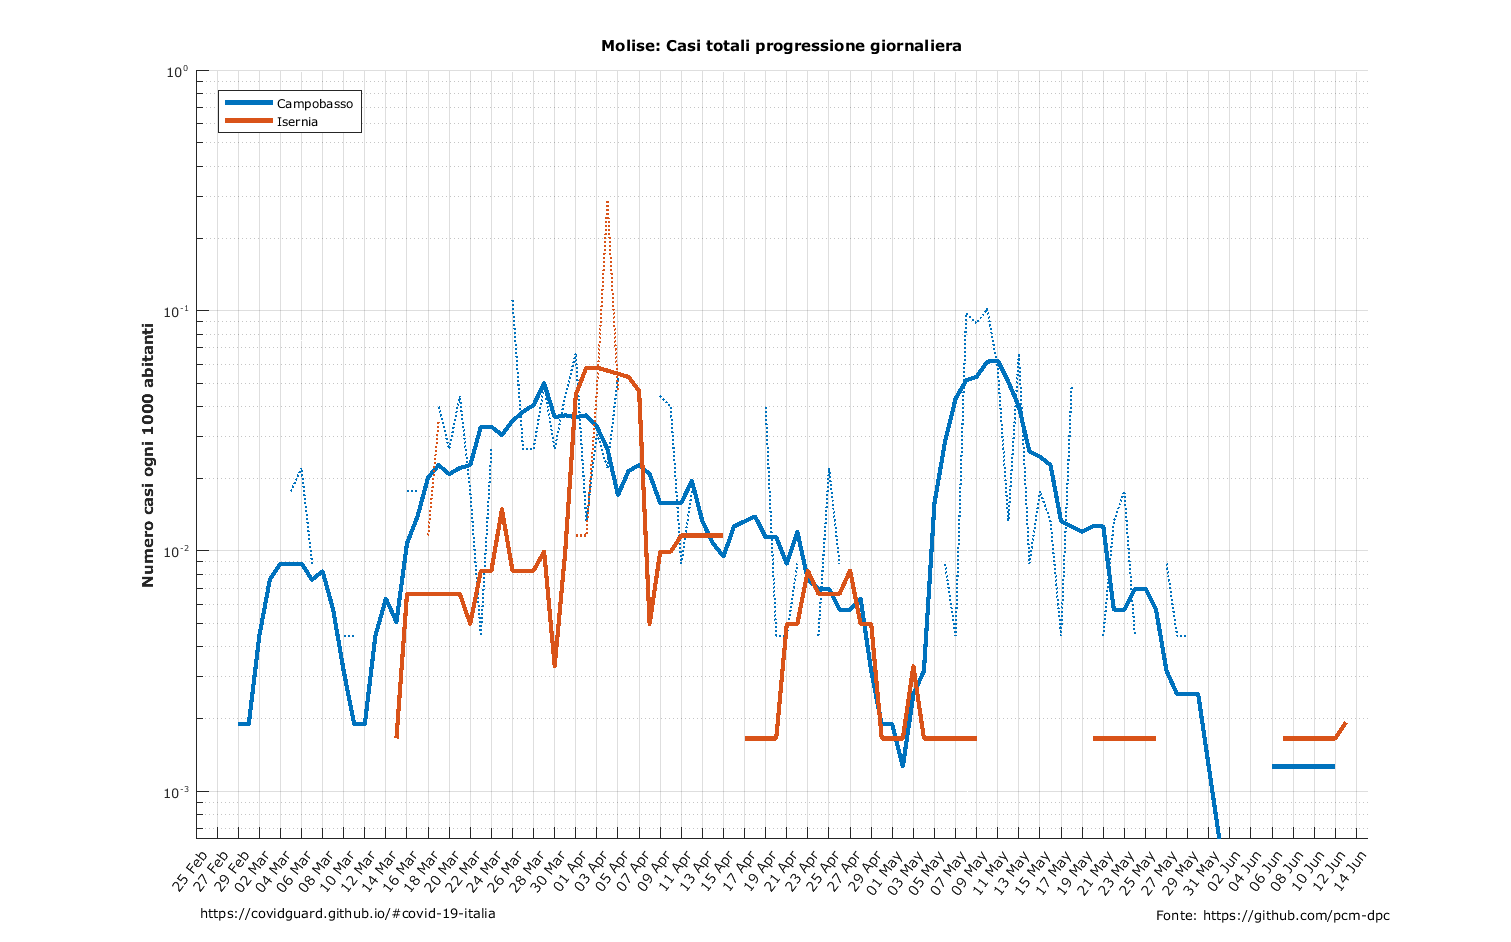 Molise: Casi totali progressione giornaliera
10^0
10^-1
10^-2
10^-3
Numero casi ogni 1000 abitanti
Campobasso
Isernia
25 Feb
27 Feb
29 Feb
02 Mar
04 Mar
06 Mar
08 Mar
10 Mar
12 Mar
14 Mar
16 Mar
18 Mar
20 Mar
22 Mar
24 Mar
26 Mar
28 Mar
30 Mar
01 Apr
03 Apr
05 Apr
07 Apr
09 Apr
11 Apr
13 Apr
15 Apr
17 Apr
19 Apr
21 Apr
23 Apr
25 Apr
27 Apr
29 Apr
01 May
03 May
05 May
07 May
09 May
11 May
13 May
15 May
17 May
19 May
21 May
23 May
25 May
27 May
29 May
31 May
02 Jun
04 Jun
06 Jun
08 Jun
10 Jun
12 Jun
14 Jun
https://covidguard.github.io/#covid-19-italia
Fonte: https://github.com/pcm-dpc